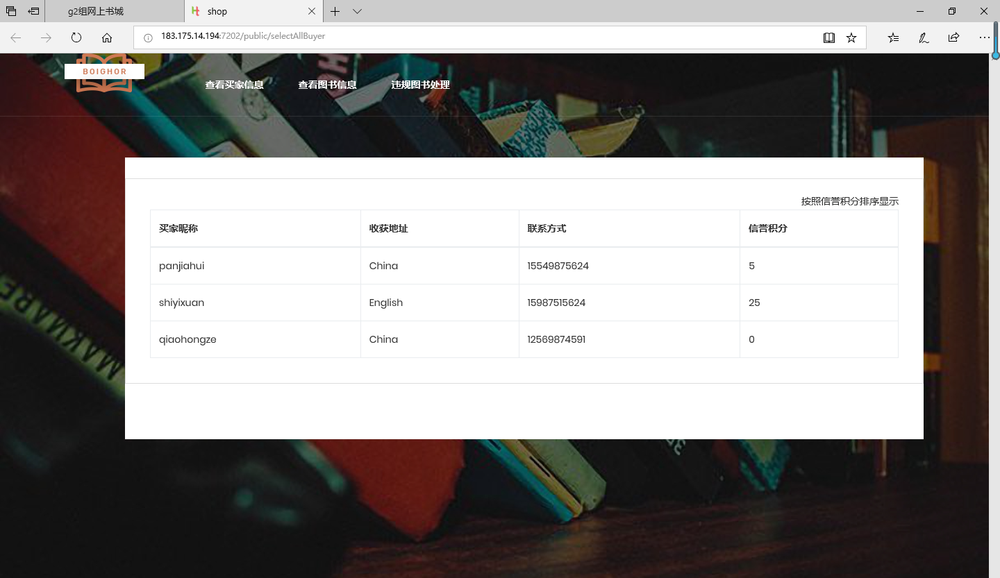 g2组网上书城
shop
183.175.14.194:7202/public/selectAllBuyer
BOIGHOR
查看买家信息 查看图书信息 违规图书处理
按照信誉积分排序显示
买家昵称 收获地址 联系方式 信誉积分
panjiahui China 15549875624 5
shiyixuan English 15987515624 25
qiaohongze China 12569874591 0